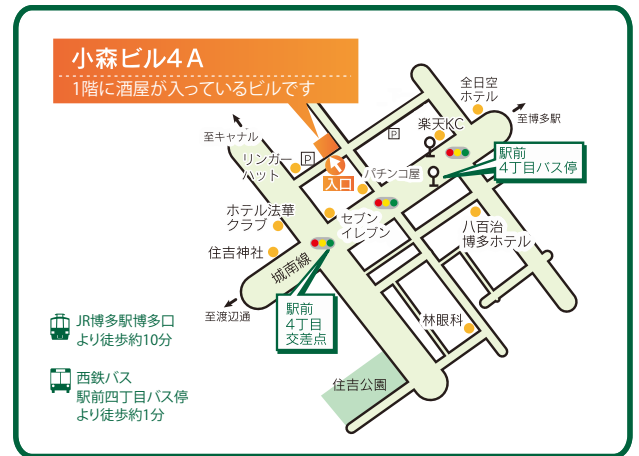 小森ビル4A
1階に酒屋が入っているビルです
全日空
ホテル
至博多駅
楽天KC
P
至キャナル
リンガー
ハット
P
入口
パチンコ屋
駅前
4丁目バス停
ホテル法華
クラブ
セブン
イレブン
八百治
博多ホテル
住吉神社
城南線
至渡辺通
駅前
4丁目
交差点
林眼科
住吉公園
JR博多駅博多口
より徒歩約10分
西鉄バス
駅前四丁目バス停
より徒歩約1分